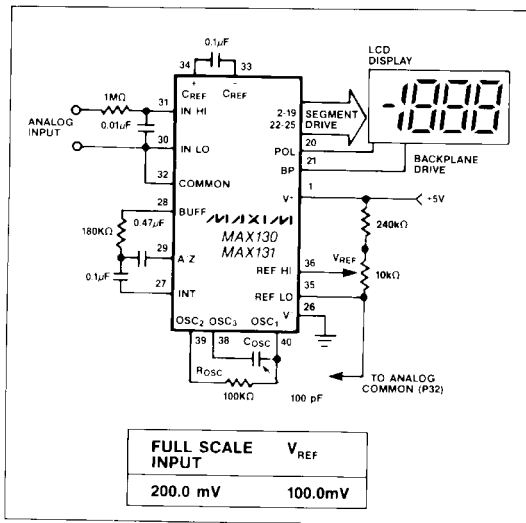 0.1µF
34
33
LCD
DISPLAY
+
-
CREF
CREF
1MΩ
31
IN HI
2-19
SEGMENT
22-25
DRIVE
-1888
ANALOG
INPUT
0.01µF
30
IN LO
POL
20
32
COMMON
BP
21
BACKPLANE
DRIVE
28
BUFF
V+
1
+5V
180KΩ
0.47µF
MAXIM
MAX130
MAX131
240kΩ
29
A/Z
REF HI
36
VREF
10kΩ
0.1µF
27
INT
REF LO
35
V-
26
OSC2
OSC3
OSC1
39
38
COSC
40
ROSC
100KΩ
100 pF
TO ANALOG
COMMON (P32)
FULL SCALE
INPUT
VREF
200.0 mV
100.0mV